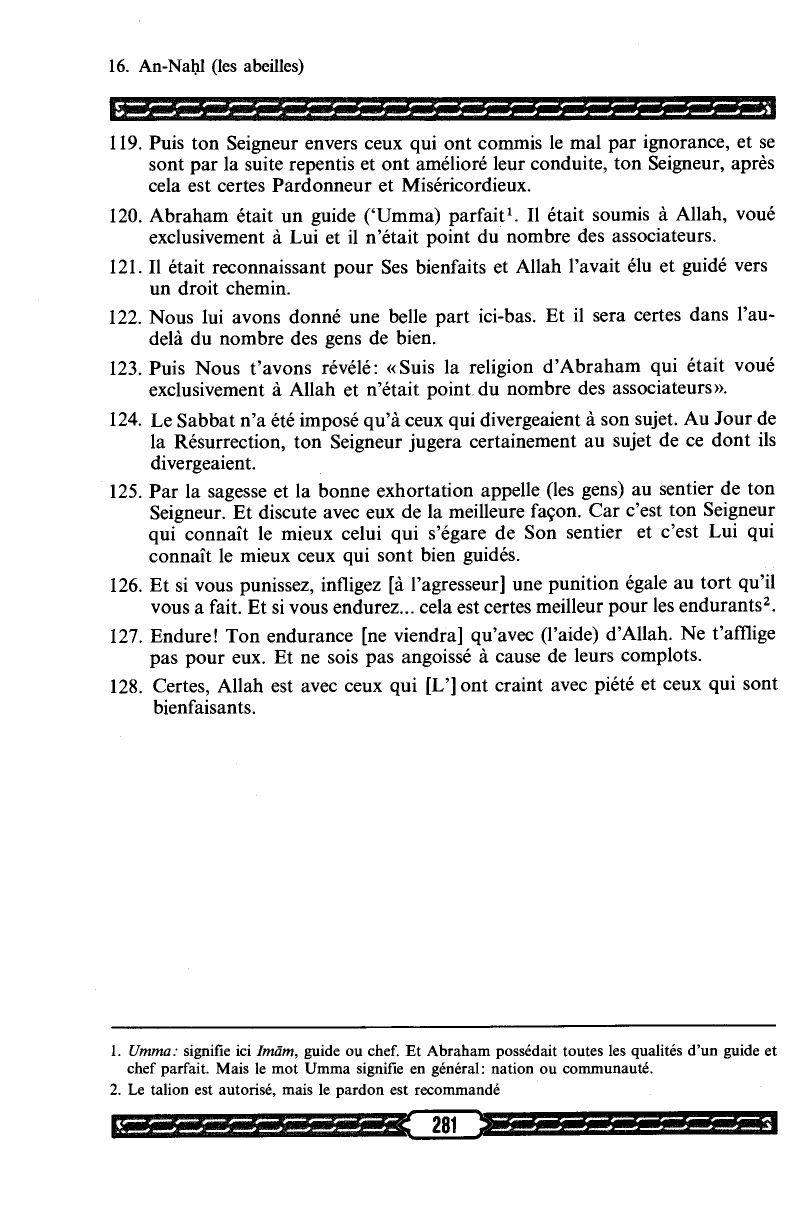 16. An-Naḥl (les abeilles)
119. Puis ton Seigneur envers ceux qui ont commis le mal par ignorance, et se
sont par la suite repentis et ont amélioré leur conduite, ton Seigneur, après
cela est certes Pardonneur et Miséricordieux.
120. Abraham était un guide (‘Umma) parfait¹. Il était soumis à Allah, voué
exclusivement à Lui et il n’était point du nombre des associateurs.
121. Il était reconnaissant pour Ses bienfaits et Allah l’avait élu et guidé vers
un droit chemin.
122. Nous lui avons donné une belle part ici-bas. Et il sera certes dans l’au-
delà du nombre des gens de bien.
123. Puis Nous t’avons révélé: «Suis la religion d’Abraham qui était voué
exclusivement à Allah et n’était point du nombre des associateurs».
124. Le Sabbat n’a été imposé qu’à ceux qui divergeaient à son sujet. Au Jour de
la Résurrection, ton Seigneur jugera certainement au sujet de ce dont ils
divergeaient.
125. Par la sagesse et la bonne exhortation appelle (les gens) au sentier de ton
Seigneur. Et discute avec eux de la meilleure façon. Car c’est ton Seigneur
qui connaît le mieux celui qui s’égare de Son sentier et c’est Lui qui
connaît le mieux ceux qui sont bien guidés.
126. Et si vous punissez, infligez [à l’agresseur] une punition égale au tort qu’il
vous a fait. Et si vous endurez... cela est certes meilleur pour les endurants².
127. Endure! Ton endurance [ne viendra] qu’avec (l’aide) d’Allah. Ne t’afflige
pas pour eux. Et ne sois pas angoissé à cause de leurs complots.
128. Certes, Allah est avec ceux qui [L’] ont craint avec piété et ceux qui sont
bienfaisants.
1. Umma: signifie ici Imām, guide ou chef. Et Abraham possédait toutes les qualités d’un guide et
chef parfait. Mais le mot Umma signifie en général: nation ou communauté.
2. Le talion est autorisé, mais le pardon est recommandé
281